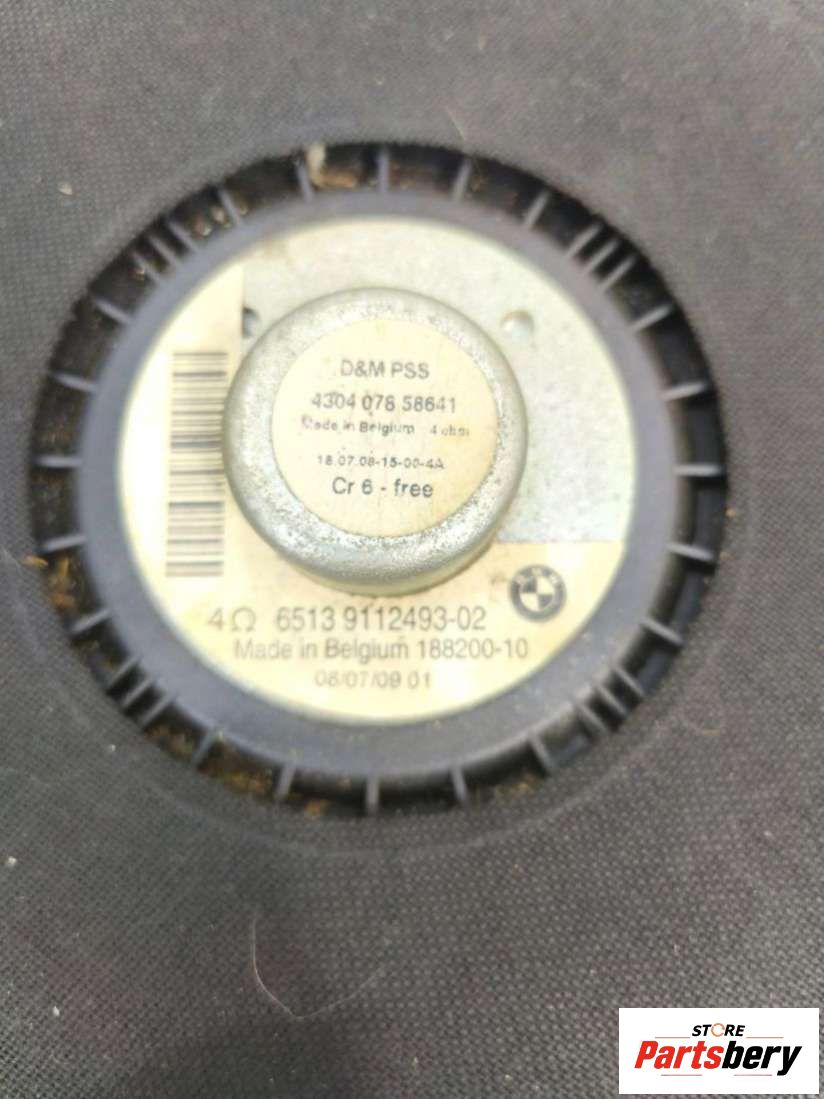 D&M PSS
4304 078 58641
Made in Belgium 4 ohm
18.07.08-15-00-4A
Cr 6 - free
4Ω 6513 9112493-02
Made in Belgium 188200-10
08/07/09 01
STORE
Partsbery